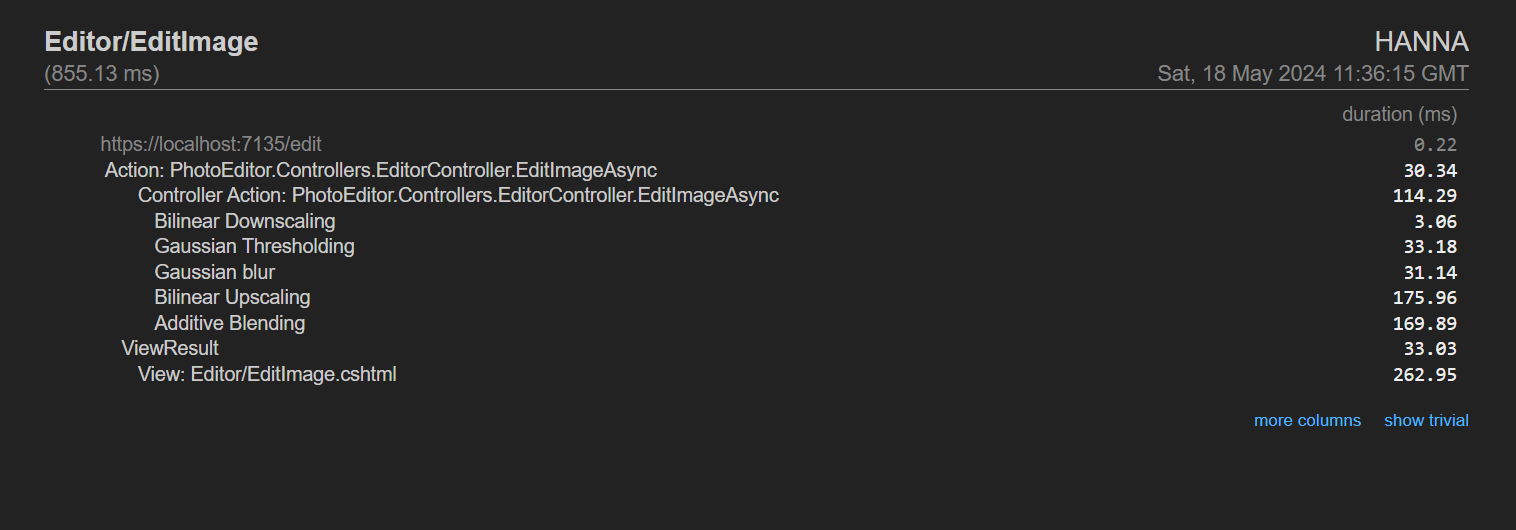 Editor/EditImage HANNA
(855.13 ms) Sat, 18 May 2024 11:36:15 GMT
duration (ms)
https://localhost:7135/edit 0.22
Action: PhotoEditor.Controllers.EditorController.EditImageAsync 30.34
Controller Action: PhotoEditor.Controllers.EditorController.EditImageAsync 114.29
Bilinear Downscaling 3.06
Gaussian Thresholding 33.18
Gaussian blur 31.14
Bilinear Upscaling 175.96
Additive Blending 169.89
ViewResult 33.03
View: Editor/EditImage.cshtml 262.95
more columns show trivial